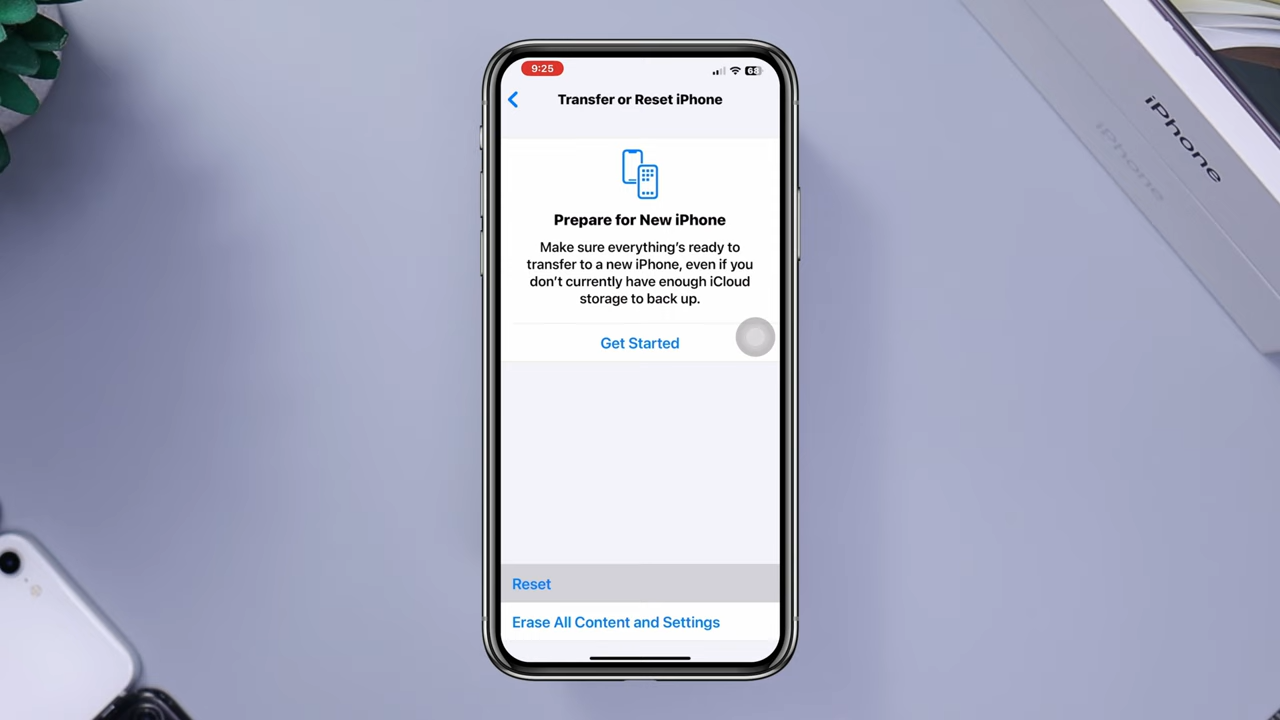 9:25
68
Transfer or Reset iPhone
Prepare for New iPhone
Make sure everything's ready to
transfer to a new iPhone, even if you
don't currently have enough iCloud
storage to back up.
Get Started
Reset
Erase All Content and Settings
iPhone
iPhone